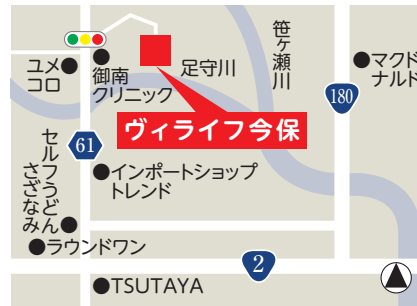 ユメ
コロ
御南
クリニック
足守川
笹ヶ瀬川
マクド
ナルド
180
ヴィライフ今保
61
セルフうどん
さざなみ
インポートショップ
トレンド
ラウンドワン
2
TSUTAYA